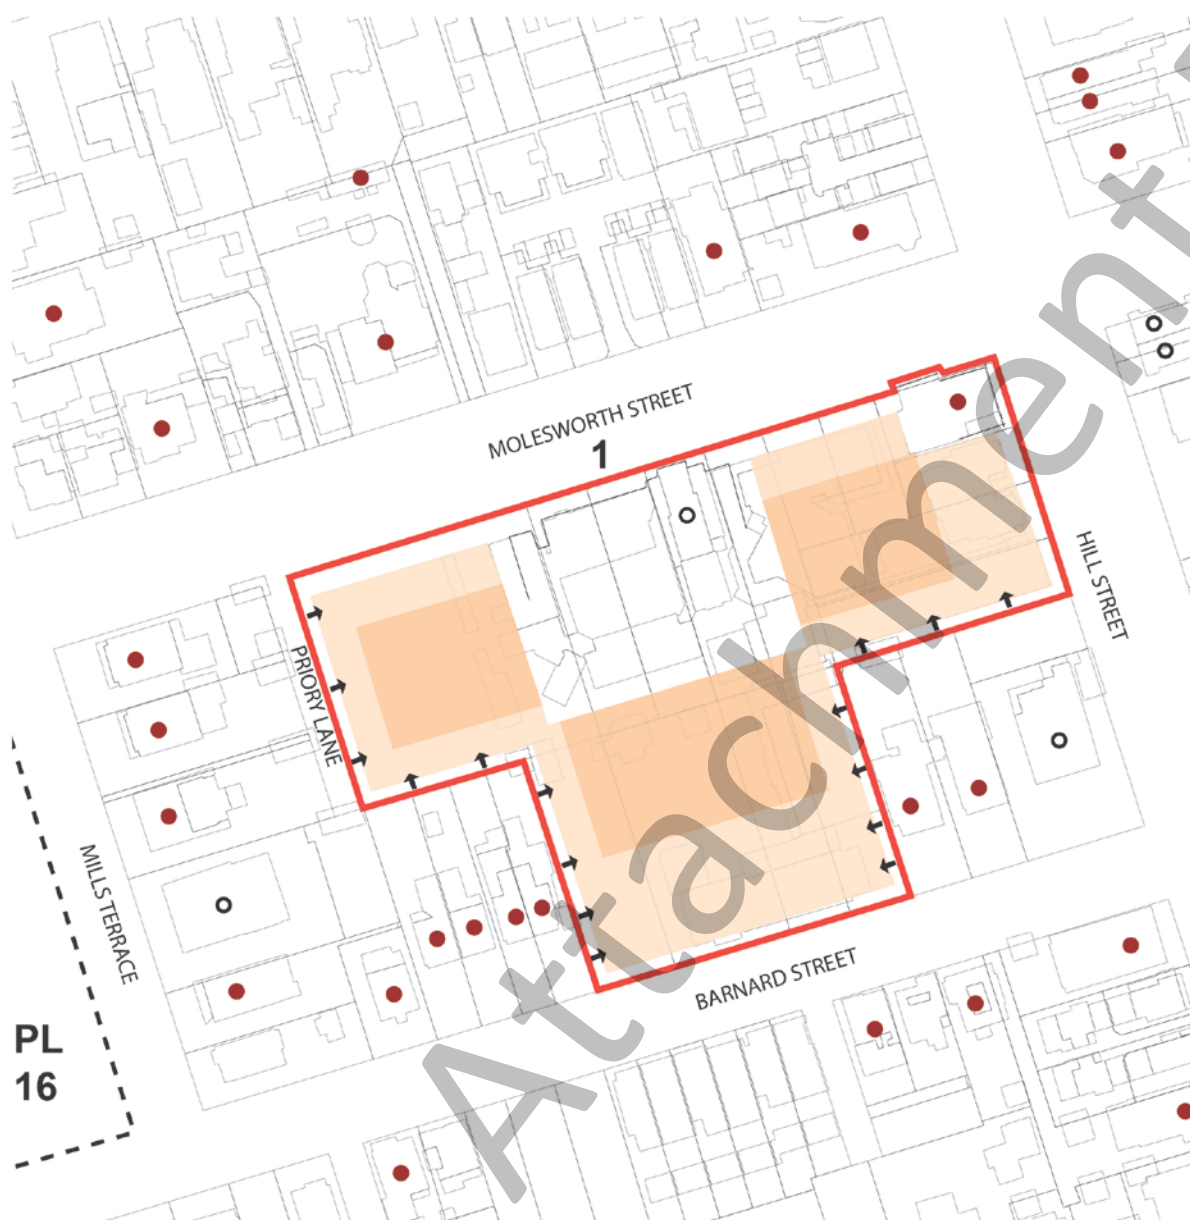 MOLESWORTH STREET
1
HILL STREET
PRIORY LANE
MILLS TERRACE
BARNARD STREET
PL
16
Attachment